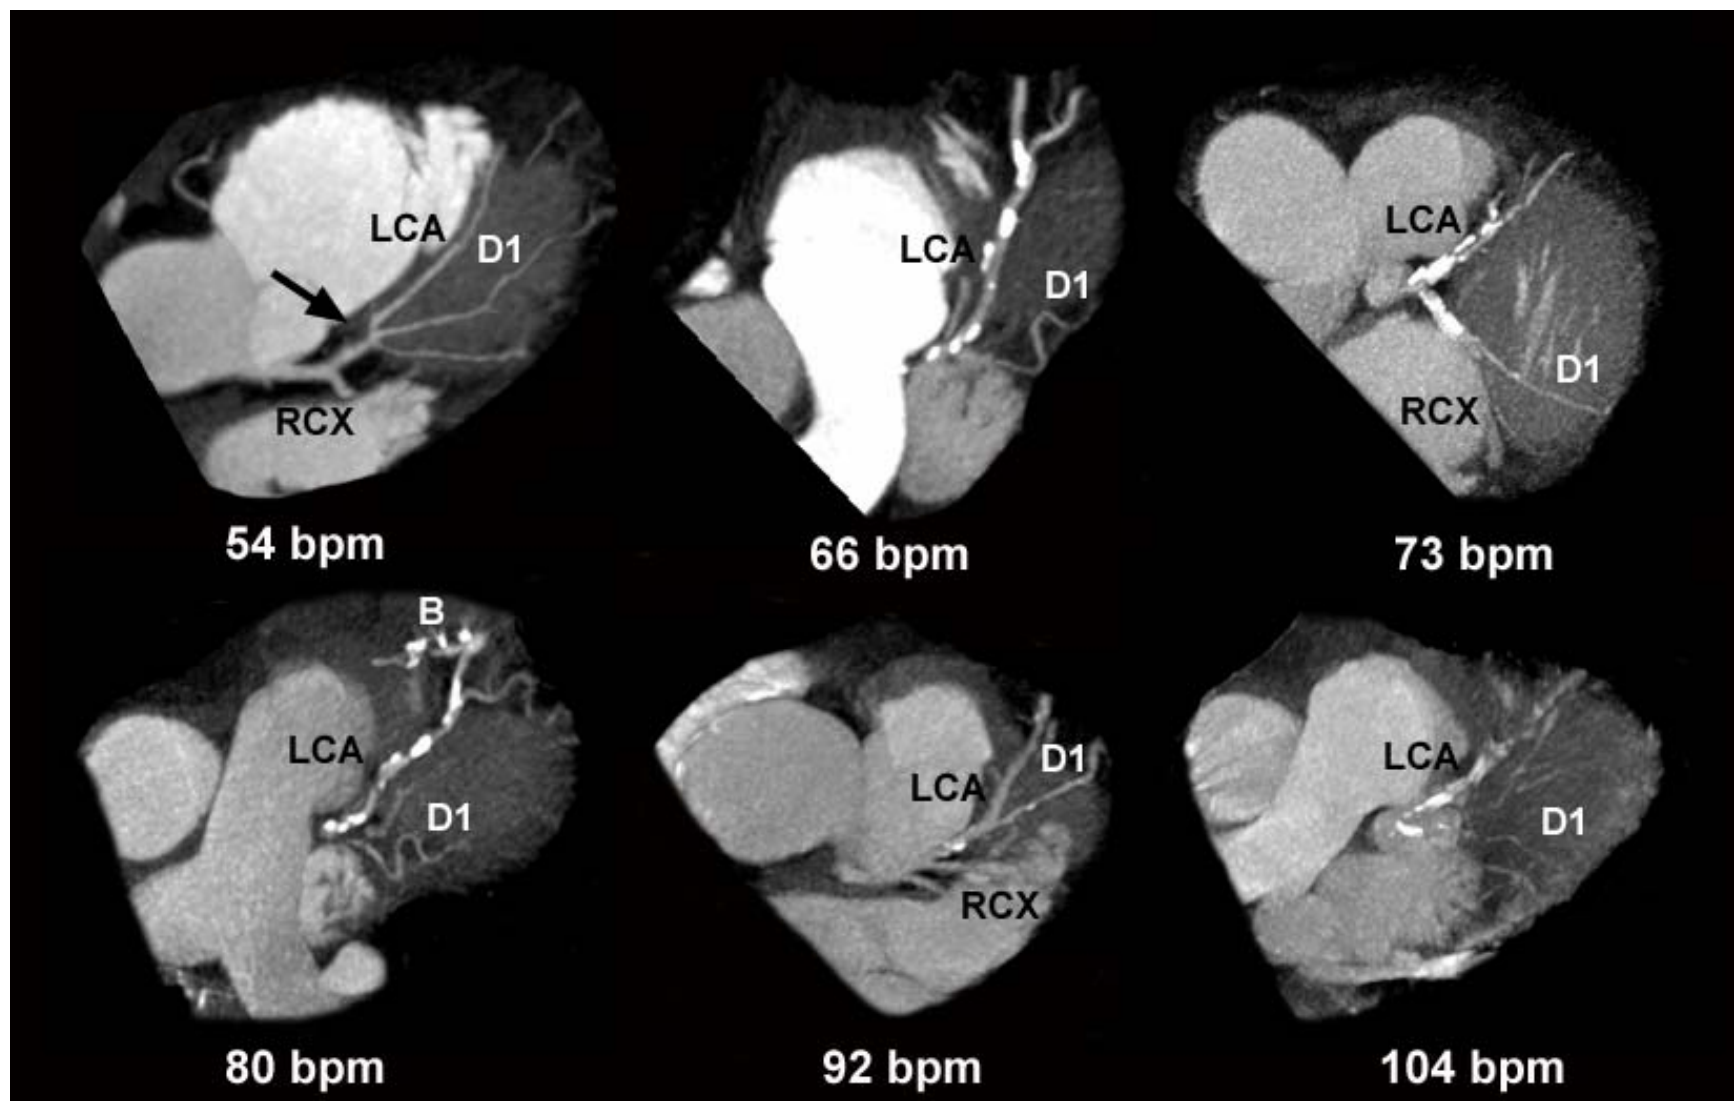 LCA
D1
RCX
54 bpm
LCA
D1
66 bpm
LCA
D1
RCX
73 bpm
B
LCA
D1
80 bpm
D1
LCA
RCX
92 bpm
LCA
D1
104 bpm